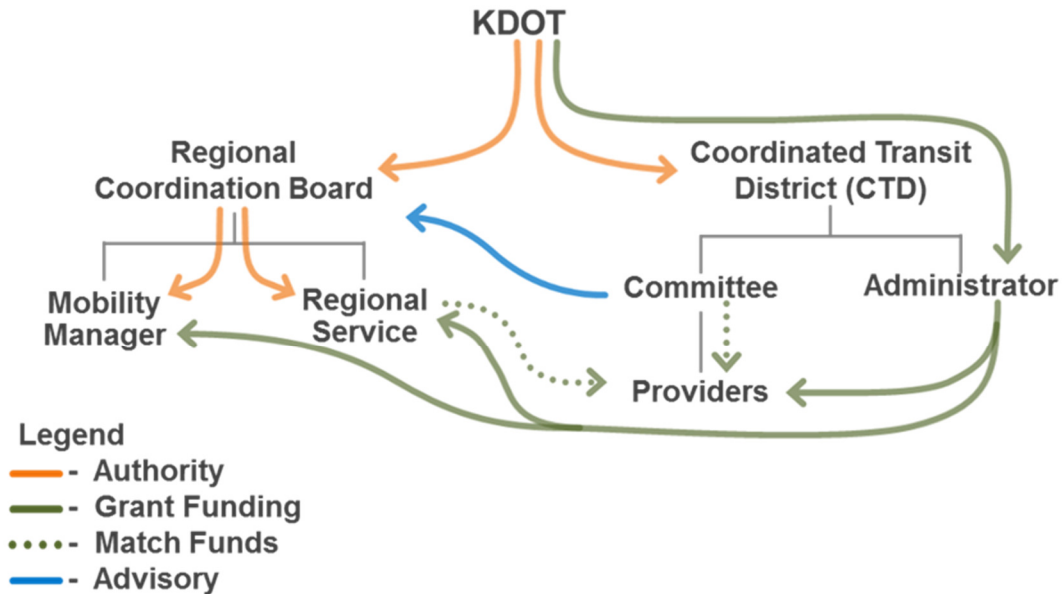 KDOT
Regional
Coordination Board
Coordinated Transit
District (CTD)
Mobility
Manager
Regional
Service
Committee
Administrator
Providers
Legend
- Authority
- Grant Funding
- Match Funds
- Advisory